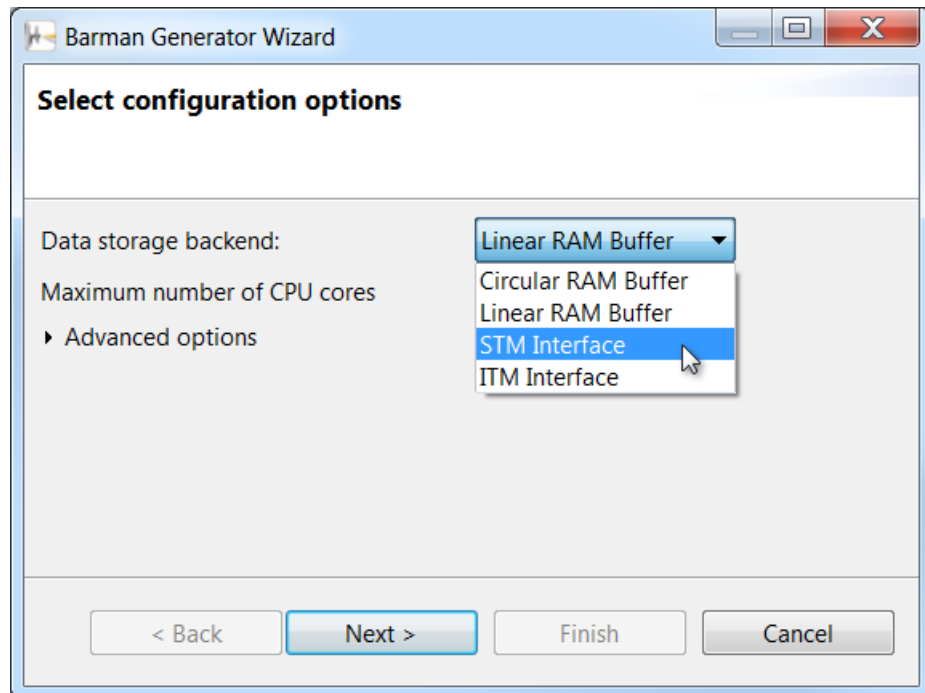 Barman Generator Wizard
X
Select configuration options
Data storage backend:
Linear RAM Buffer
Circular RAM Buffer
Linear RAM Buffer
STM Interface
ITM Interface
Maximum number of CPU cores
Advanced options
< Back
Next >
Finish
Cancel